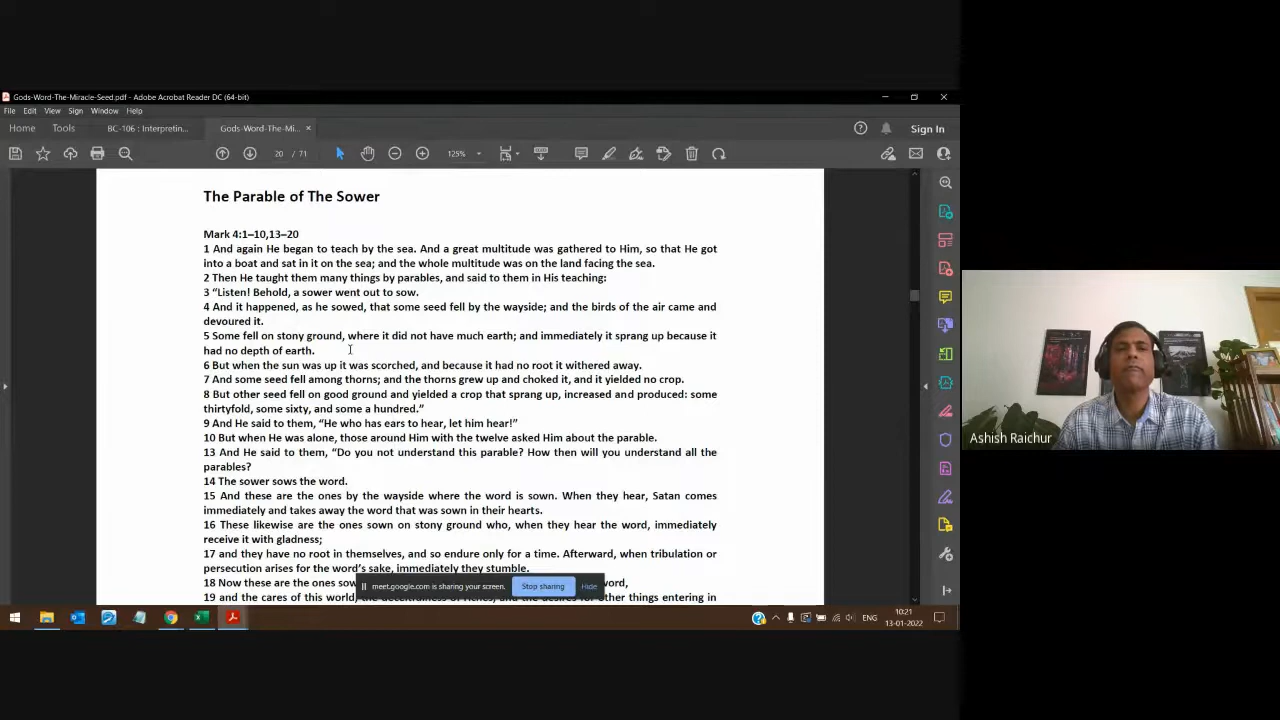 Gods-Word-The-Miracle-Seed.pdf - Adobe Acrobat Reader DC (64-bit)
File Edit View Sign Window Help
Home Tools BC-106 : Interpretin... Gods-Word-The-Mi... × Sign In
20 / 71 125%
The Parable of The Sower
Mark 4:1–10,13–20
1 And again He began to teach by the sea. And a great multitude was gathered to Him, so that He got
into a boat and sat in it on the sea; and the whole multitude was on the land facing the sea.
2 Then He taught them many things by parables, and said to them in His teaching:
3 “Listen! Behold, a sower went out to sow.
4 And it happened, as he sowed, that some seed fell by the wayside; and the birds of the air came and
devoured it.
5 Some fell on stony ground, where it did not have much earth; and immediately it sprang up because it
had no depth of earth.
6 But when the sun was up it was scorched, and because it had no root it withered away.
7 And some seed fell among thorns; and the thorns grew up and choked it, and it yielded no crop.
8 But other seed fell on good ground and yielded a crop that sprang up, increased and produced: some
thirtyfold, some sixty, and some a hundred.”
9 And He said to them, “He who has ears to hear, let him hear!”
10 But when He was alone, those around Him with the twelve asked Him about the parable.
13 And He said to them, “Do you not understand this parable? How then will you understand all the
parables?
14 The sower sows the word.
15 And these are the ones by the wayside where the word is sown. When they hear, Satan comes
immediately and takes away the word that was sown in their hearts.
16 These likewise are the ones sown on stony ground who, when they hear the word, immediately
receive it with gladness;
17 and they have no root in themselves, and so endure only for a time. Afterward, when tribulation or
persecution arises for the word’s sake, immediately they stumble.
18 Now these are the ones sow word,
19 and the cares of this world, the deceitfulness of riches, and the desires for other things entering in
meet.google.com is sharing your screen. Stop sharing Hide
ENG 10:21
13-01-2022
Ashish Raichur